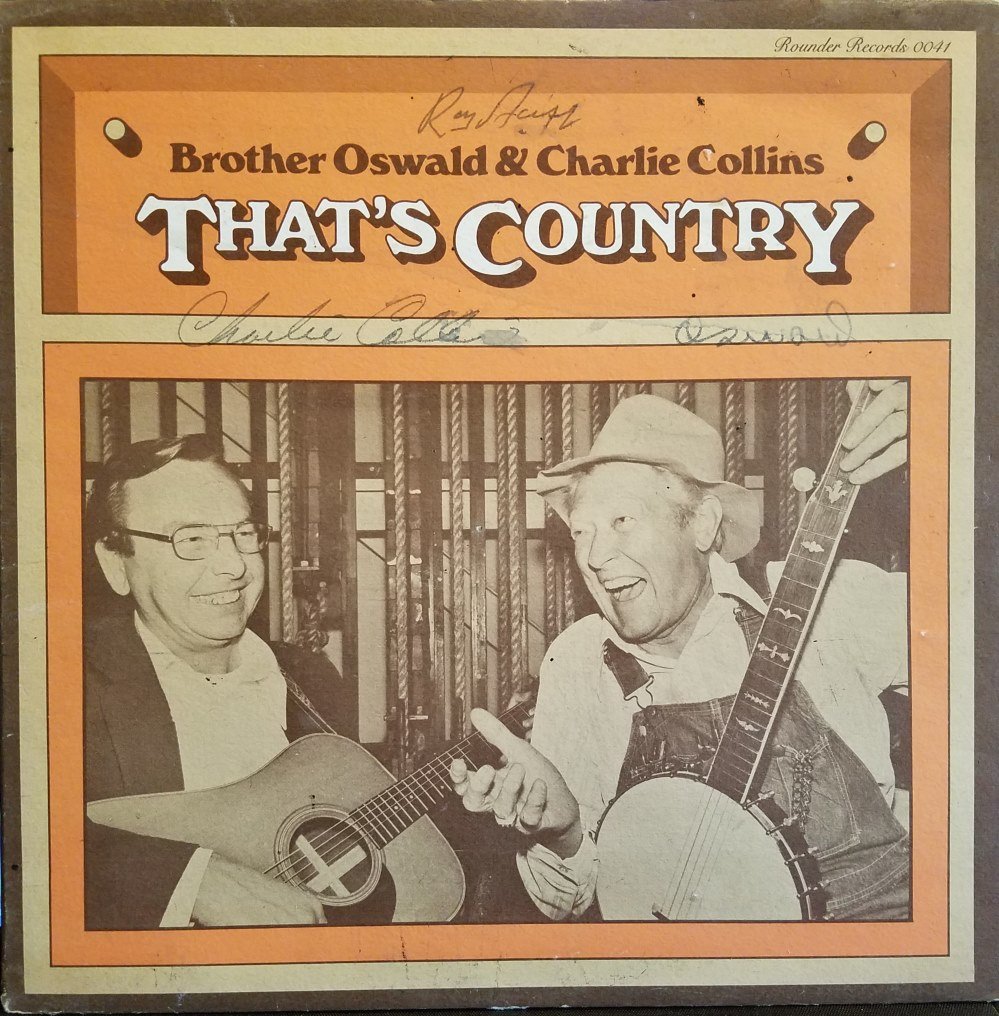 Rounder Records 0041
Roy Acuff
Brother Oswald & Charlie Collins
THAT'S COUNTRY
Charlie Collins Oswald